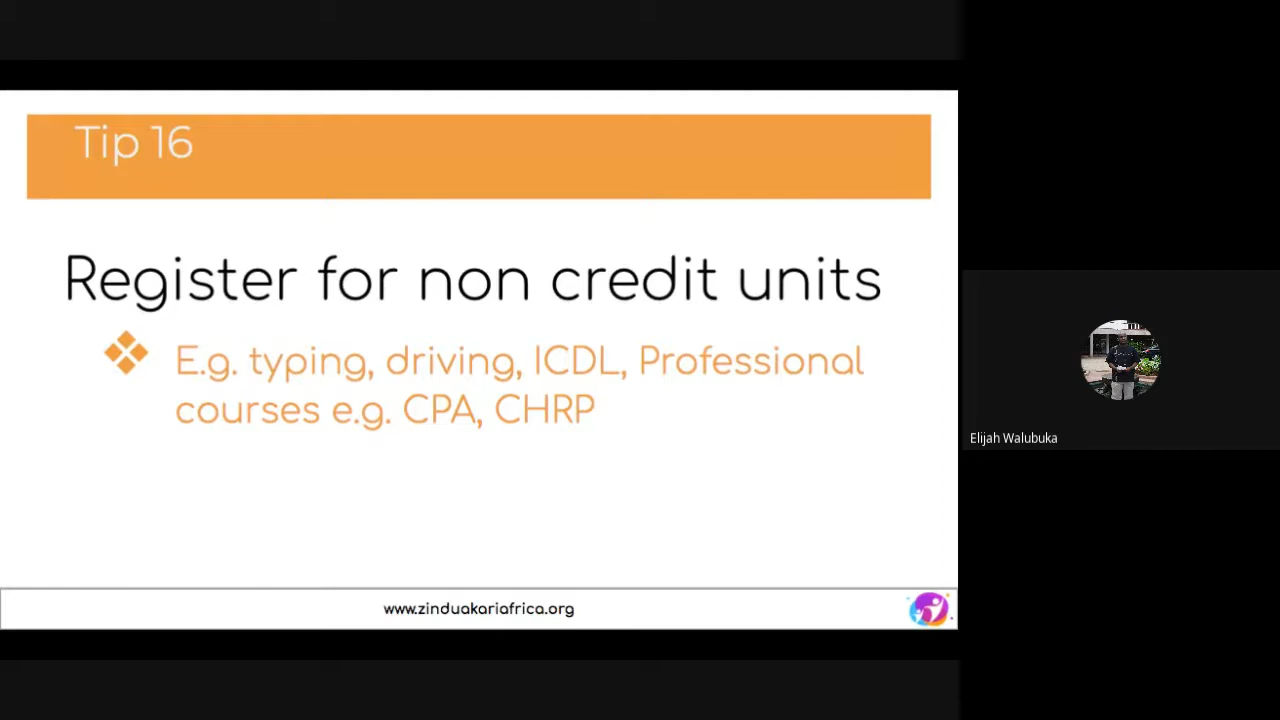 Tip 16
Register for non credit units
E.g. typing, driving, ICDL, Professional
courses e.g. CPA, CHRP
www.zinduakariafrica.org
Elijah Walubuka